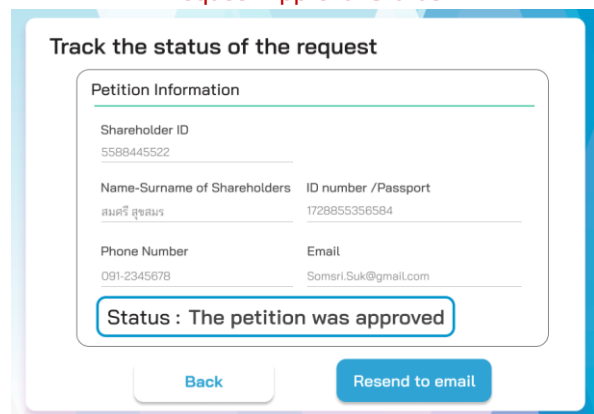 Track the status of the request
Petition Information
Shareholder ID
5588445522
Name-Surname of Shareholders ID number /Passport
สมศรี สุขสมร 1728855356584
Phone Number Email
091-2345678 Somsri.Suk@gmail.com
Status : The petition was approved
Back Resend to email